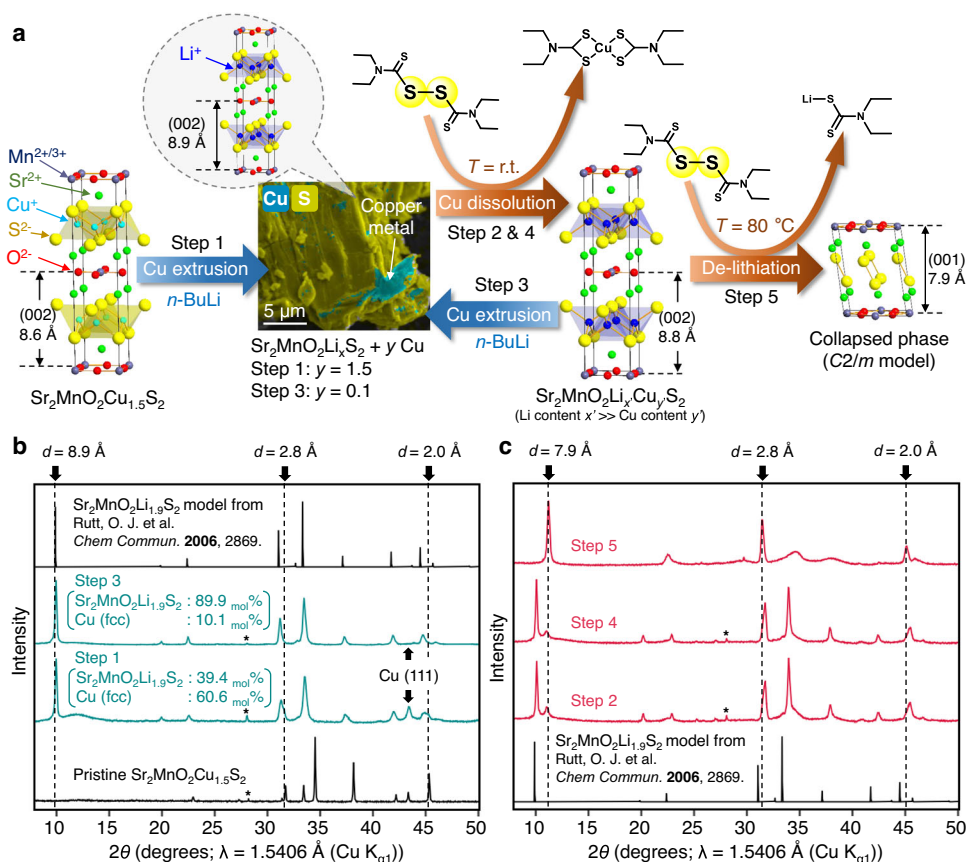 a
Li⁺
(002)
8.9 Å
Mn²⁺/³⁺
Sr²⁺
Cu⁺
S²⁻
O²⁻
(002)
8.6 Å
Sr₂MnO₂Cu₁.₅S₂
Step 1
Cu extrusion
n-BuLi
Cu S
Copper
metal
5 μm
Sr₂MnO₂LiₓS₂ + y Cu
Step 1: y = 1.5
Step 3: y = 0.1
N
S
S
S
S
N
N
S
S
Cu
S
S
N
T = r.t.
Cu dissolution
Step 2 & 4
Step 3
Cu extrusion
n-BuLi
(002)
8.8 Å
Sr₂MnO₂Liₓ'Cuᵧ'S₂
(Li content x' >> Cu content y')
N
S
S
S
S
N
Li
S
S
N
T = 80 °C
De-lithiation
Step 5
(001)
7.9 Å
Collapsed phase
(C2/m model)
b
d = 8.9 Å
d = 2.8 Å
d = 2.0 Å
Sr₂MnO₂Li₁.₉S₂ model from
Rutt, O. J. et al.
Chem Commun. 2006, 2869.
Step 3
Sr₂MnO₂Li₁.₉S₂ : 89.9 mol%
Cu (fcc) : 10.1 mol%
*
Cu (111)
Step 1
Sr₂MnO₂Li₁.₉S₂ : 39.4 mol%
Cu (fcc) : 60.6 mol%
*
Pristine Sr₂MnO₂Cu₁.₅S₂
*
Intensity
10 15 20 25 30 35 40 45 50
2θ (degrees; λ = 1.5406 Å (Cu Kα1))
c
d = 7.9 Å
d = 2.8 Å
d = 2.0 Å
Step 5
Step 4
*
Step 2
*
Sr₂MnO₂Li₁.₉S₂ model from
Rutt, O. J. et al.
Chem Commun. 2006, 2869.
Intensity
10 15 20 25 30 35 40 45 50
2θ (degrees; λ = 1.5406 Å (Cu Kα1))